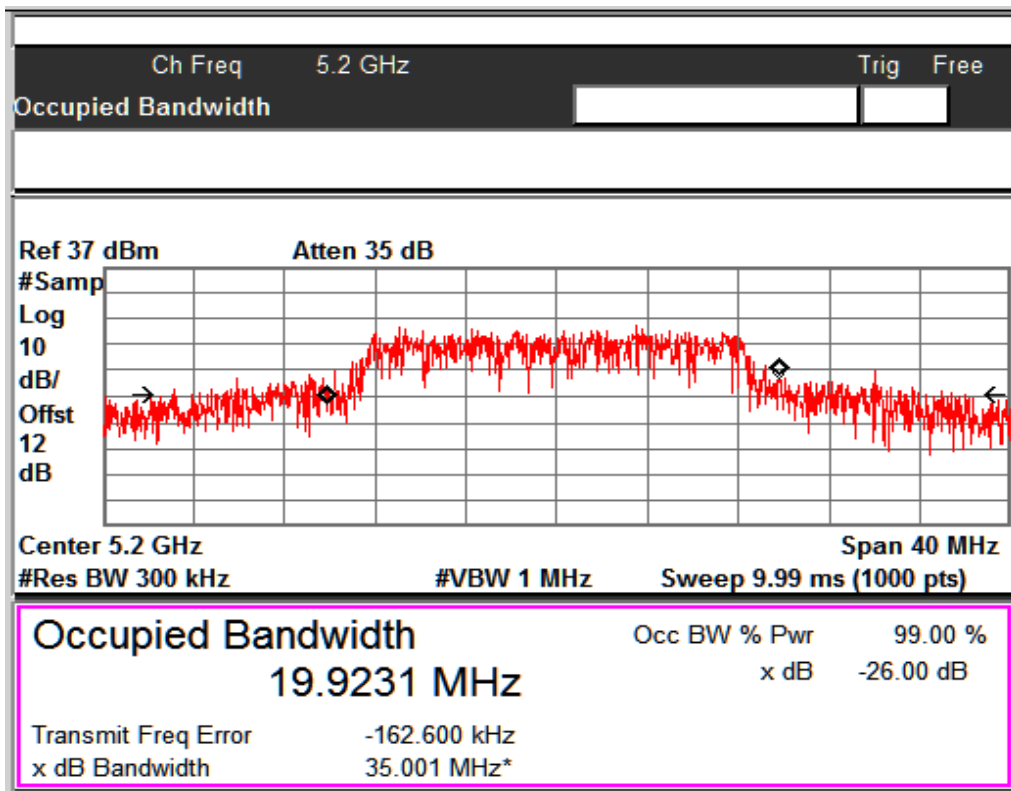 Ch Freq 5.2 GHz Trig Free
Occupied Bandwidth
Ref 37 dBm Atten 35 dB
#Samp
Log
10
dB/
Offst
12
dB
Center 5.2 GHz Span 40 MHz
#Res BW 300 kHz #VBW 1 MHz Sweep 9.99 ms (1000 pts)
Occupied Bandwidth Occ BW % Pwr 99.00 %
19.9231 MHz x dB -26.00 dB
Transmit Freq Error -162.600 kHz
x dB Bandwidth 35.001 MHz*